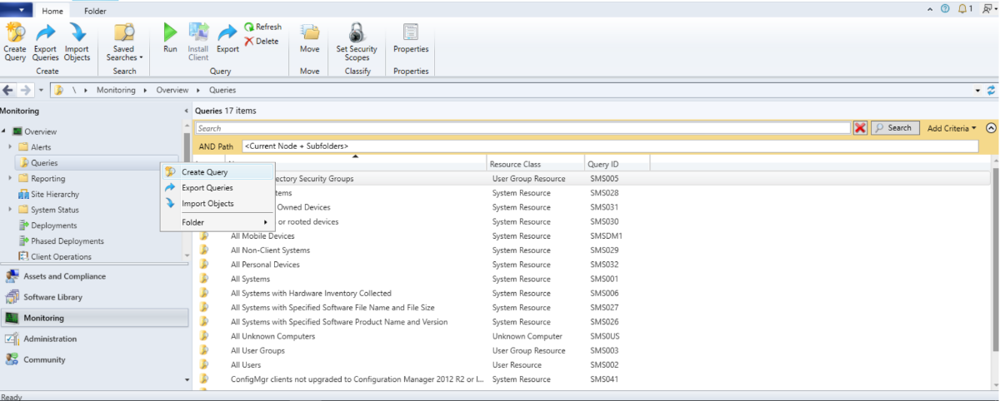 Home Folder
1
Create Query
Export Queries
Import Objects
Saved Searches
Run
Install Client
Export
Refresh
Delete
Move
Set Security Scopes
Properties
Create
Search
Query
Move
Classify
Properties
\ Monitoring Overview Queries
Monitoring
Overview
Alerts
Queries
Reporting
Site Hierarchy
System Status
Deployments
Phased Deployments
Client Operations
Assets and Compliance
Software Library
Monitoring
Administration
Community
Queries 17 items
Search Search Add Criteria
AND Path <Current Node + Subfolders>
Resource Class Query ID
Create Query
Export Queries
Import Objects
Folder
Security Groups User Group Resource SMS005
System Resource SMS028
Owned Devices System Resource SMS031
or rooted devices System Resource SMS030
All Mobile Devices System Resource SMSDM1
All Non-Client Systems System Resource SMS029
All Personal Devices System Resource SMS032
All Systems System Resource SMS001
All Systems with Hardware Inventory Collected System Resource SMS006
All Systems with Specified Software File Name and File Size System Resource SMS027
All Systems with Specified Software Product Name and Version System Resource SMS026
All Unknown Computers Unknown Computer SMS0US
All User Groups User Group Resource SMS003
All Users User Resource SMS002
ConfigMgr clients not upgraded to Configuration Manager 2012 R2 or I... System Resource SMS041
Ready